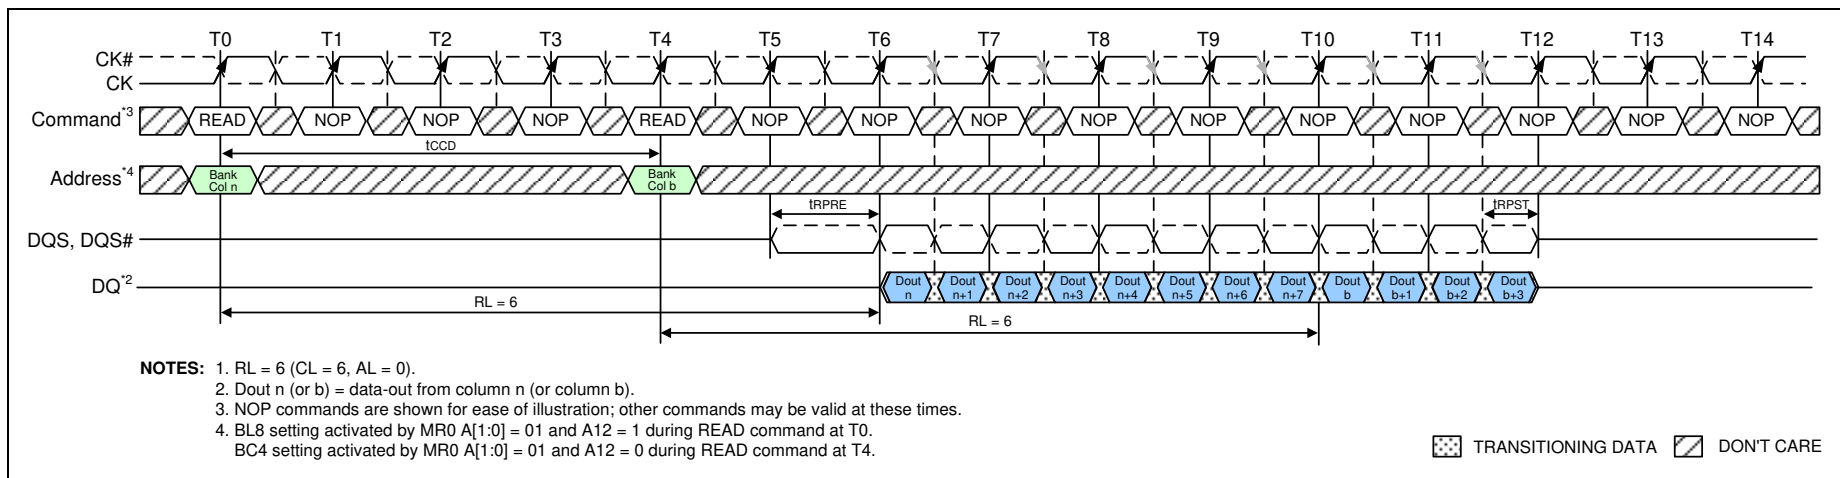 T0 T1 T2 T3 T4 T5 T6 T7 T8 T9 T10 T11 T12 T13 T14
CK#
CK
Command*3 READ NOP NOP NOP READ NOP NOP NOP NOP NOP NOP NOP NOP NOP NOP
tCCD
Address*4 Bank Col n Bank Col b
tRPRE tRPST
DQS, DQS#
DQ*2 Dout n Dout n+1 Dout n+2 Dout n+3 Dout n+4 Dout n+5 Dout n+6 Dout n+7 Dout b Dout b+1 Dout b+2 Dout b+3
RL = 6
RL = 6
NOTES: 1. RL = 6 (CL = 6, AL = 0).
2. Dout n (or b) = data-out from column n (or column b).
3. NOP commands are shown for ease of illustration; other commands may be valid at these times.
4. BL8 setting activated by MR0 A[1:0] = 01 and A12 = 1 during READ command at T0.
BC4 setting activated by MR0 A[1:0] = 01 and A12 = 0 during READ command at T4.
TRANSITIONING DATA DON'T CARE